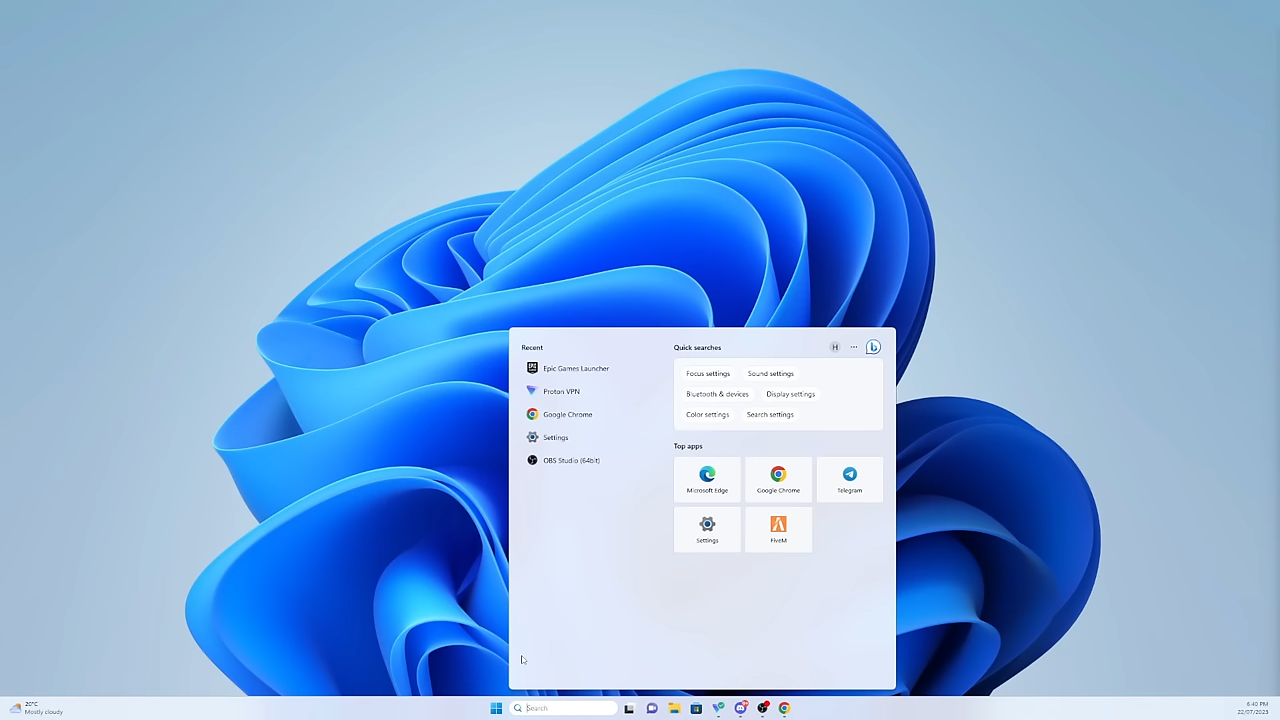 Recent
Epic Games Launcher
Proton VPN
Google Chrome
Settings
OBS Studio (64bit)
Quick searches
H
Focus settings
Sound settings
Bluetooth & devices
Display settings
Color settings
Search settings
Top apps
Microsoft Edge
Google Chrome
Telegram
Settings
FiveM
20°C
Mostly cloudy
Search
6:40 PM
22/07/2023